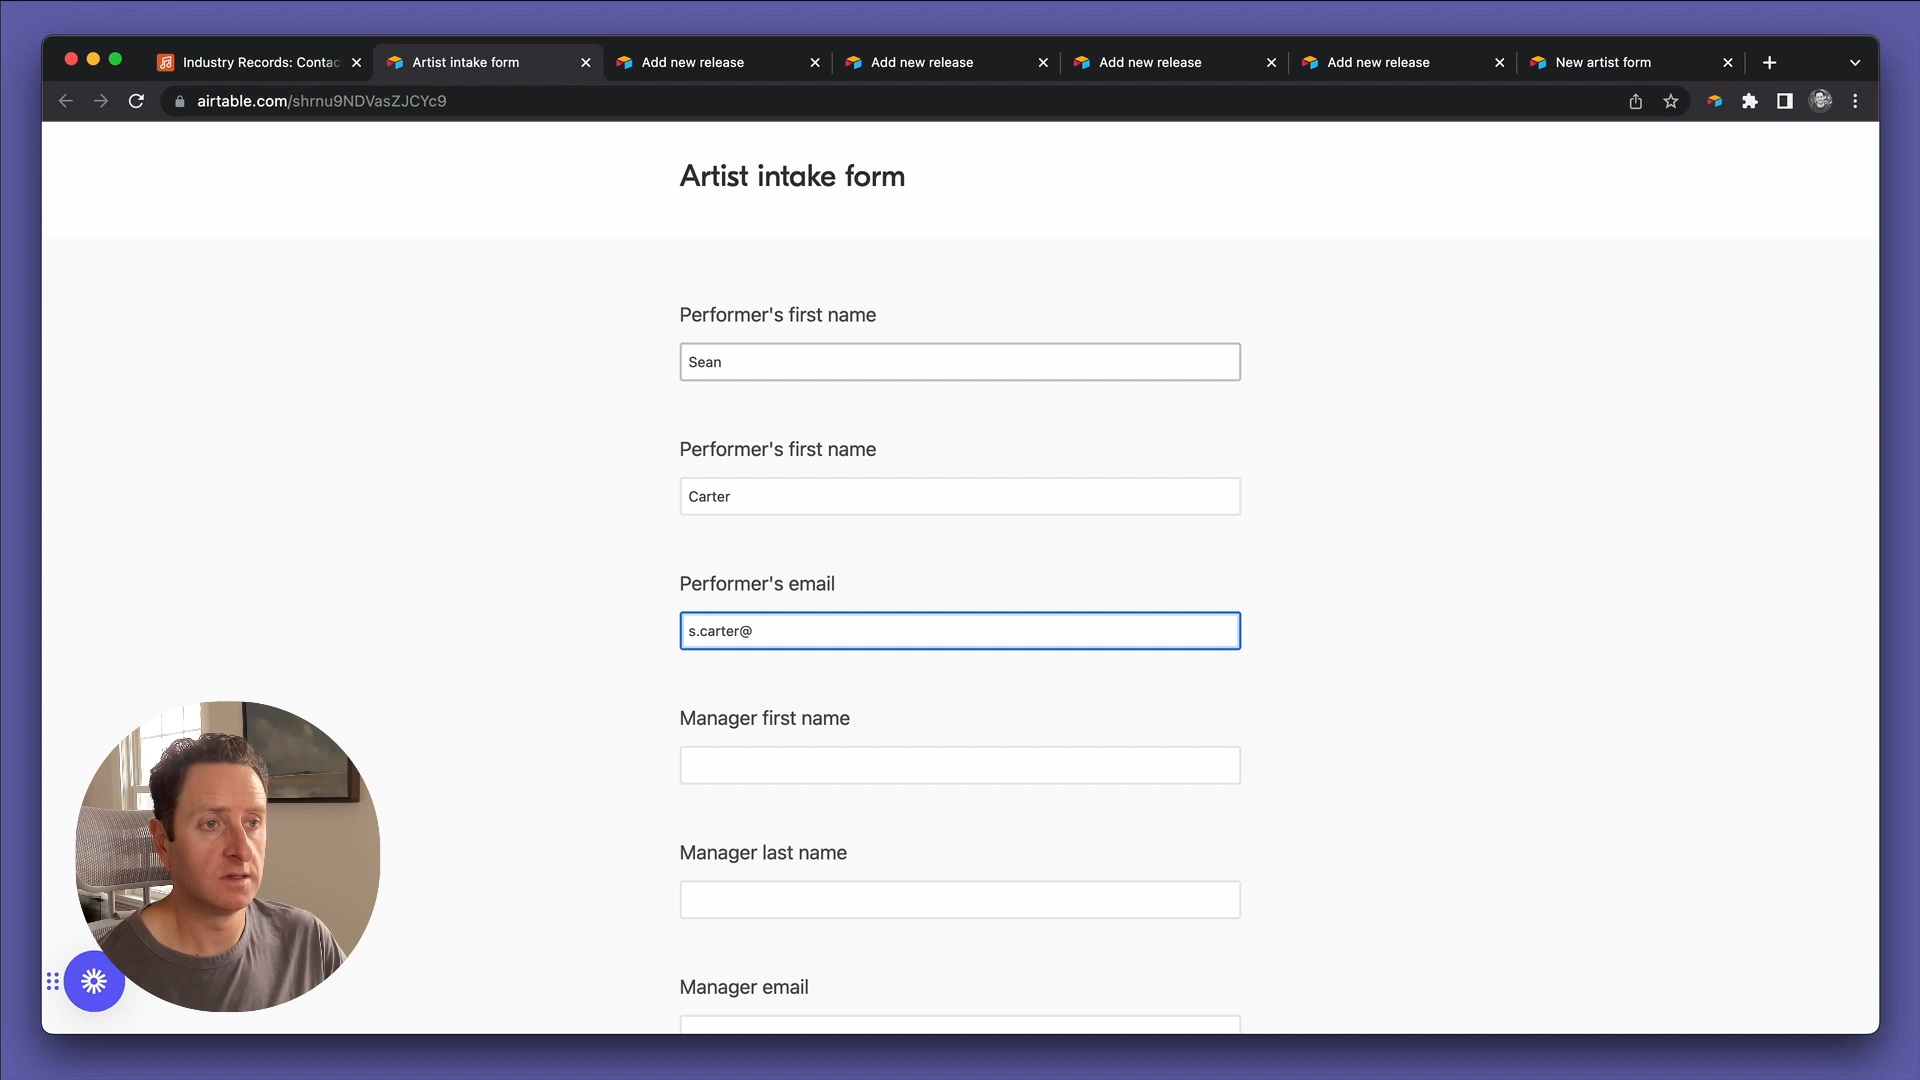 Industry Records: Contac
Artist intake form
Add new release
Add new release
Add new release
Add new release
New artist form
airtable.com/shrnu9NDVasZJCYc9
Artist intake form
Performer's first name
Sean
Performer's first name
Carter
Performer's email
s.carter@
Manager first name
Manager last name
Manager email